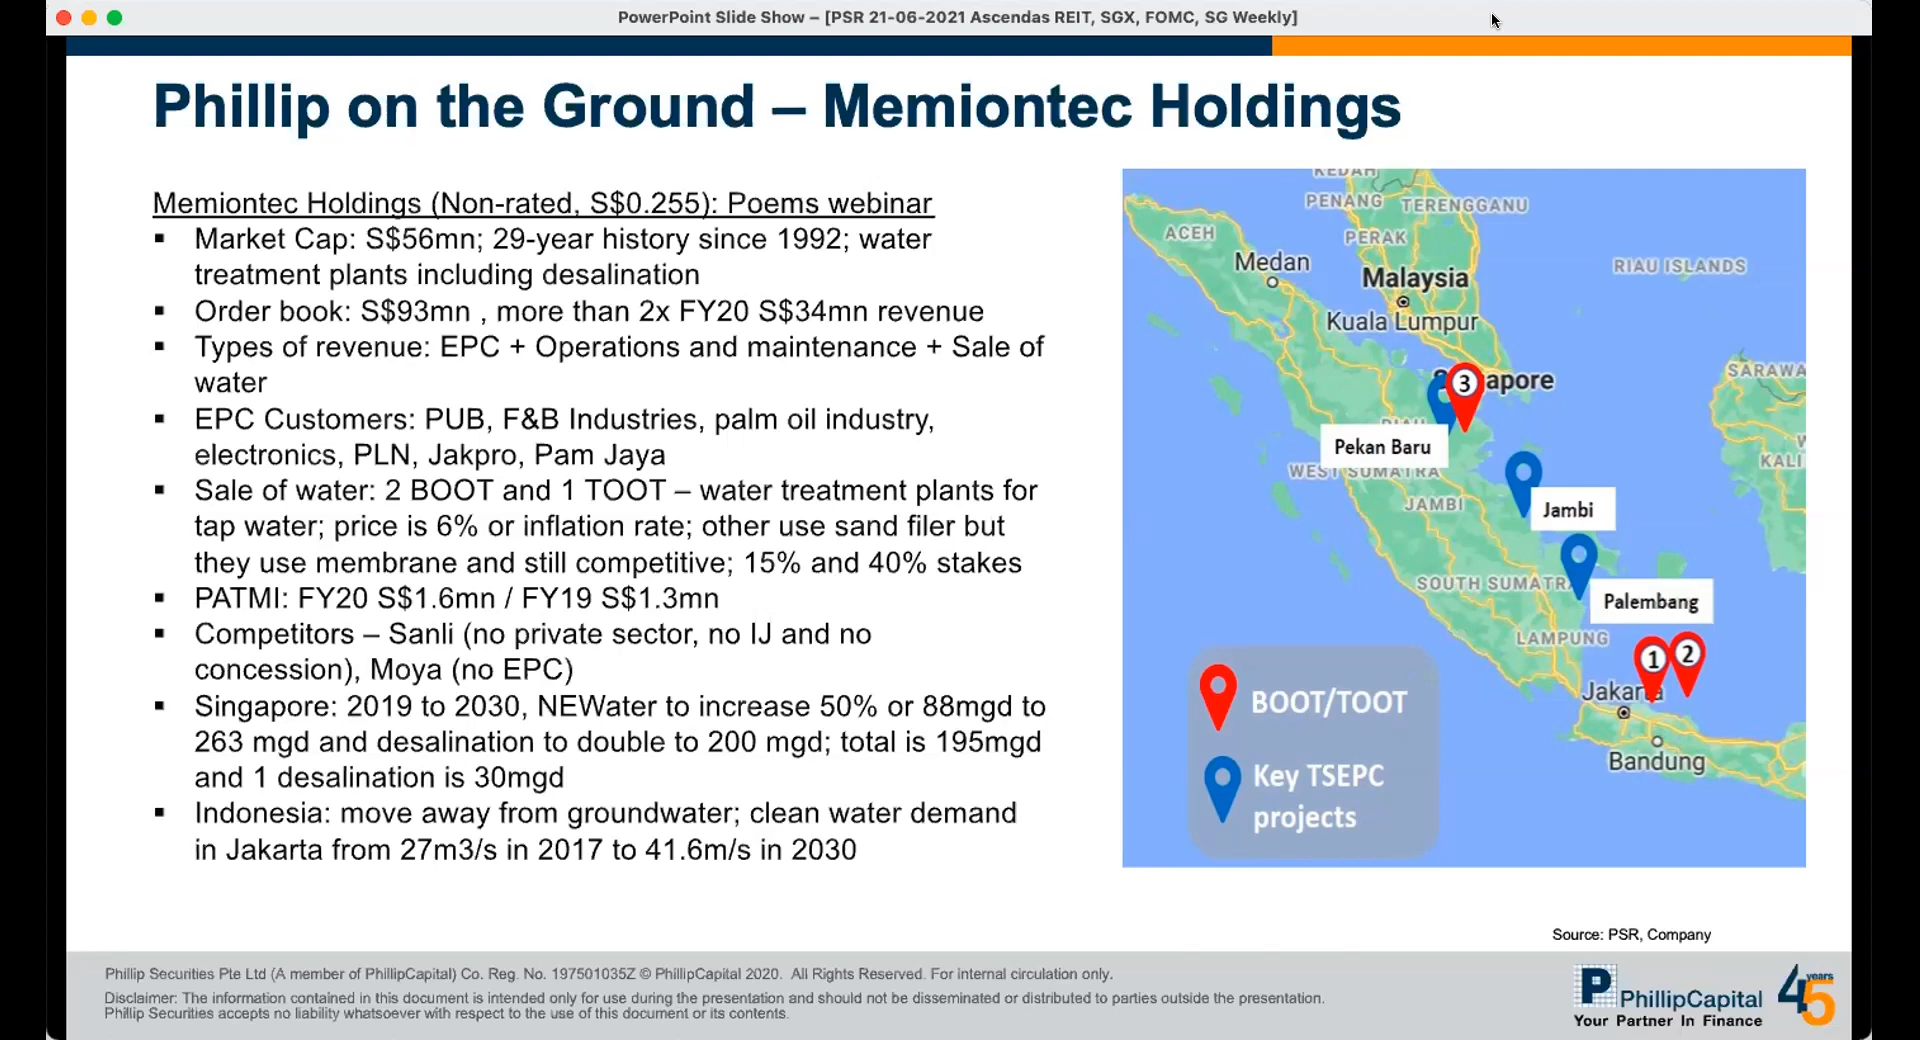 PowerPoint Slide Show – [PSR 21-06-2021 Ascendas REIT, SGX, FOMC, SG Weekly]
Phillip on the Ground – Memiontec Holdings
Memiontec Holdings (Non-rated, S$0.255): Poems webinar
▪ Market Cap: S$56mn; 29-year history since 1992; water
treatment plants including desalination
▪ Order book: S$93mn , more than 2x FY20 S$34mn revenue
▪ Types of revenue: EPC + Operations and maintenance + Sale of
water
▪ EPC Customers: PUB, F&B Industries, palm oil industry,
electronics, PLN, Jakpro, Pam Jaya
▪ Sale of water: 2 BOOT and 1 TOOT – water treatment plants for
tap water; price is 6% or inflation rate; other use sand filer but
they use membrane and still competitive; 15% and 40% stakes
▪ PATMI: FY20 S$1.6mn / FY19 S$1.3mn
▪ Competitors – Sanli (no private sector, no IJ and no
concession), Moya (no EPC)
▪ Singapore: 2019 to 2030, NEWater to increase 50% or 88mgd to
263 mgd and desalination to double to 200 mgd; total is 195mgd
and 1 desalination is 30mgd
▪ Indonesia: move away from groundwater; clean water demand
in Jakarta from 27m3/s in 2017 to 41.6m/s in 2030
KEDAH
PENANG
TERENGGANU
ACEH
PERAK
Medan
Malaysia
RIAU ISLANDS
Kuala Lumpur
SARAWA
3
apore
Pekan Baru
WEST SUMATRA
KALI
JAMBI
Jambi
SOUTH SUMATR
Palembang
LAMPUNG
1
2
Jakarta
Bandung
BOOT/TOOT
Key TSEPC
projects
Source: PSR, Company
Phillip Securities Pte Ltd (A member of PhillipCapital) Co. Reg. No. 197501035Z © PhillipCapital 2020. All Rights Reserved. For internal circulation only.
Disclaimer: The information contained in this document is intended only for use during the presentation and should not be disseminated or distributed to parties outside the presentation.
Phillip Securities accepts no liability whatsoever with respect to the use of this document or its contents.
P PhillipCapital
Your Partner In Finance
45 years